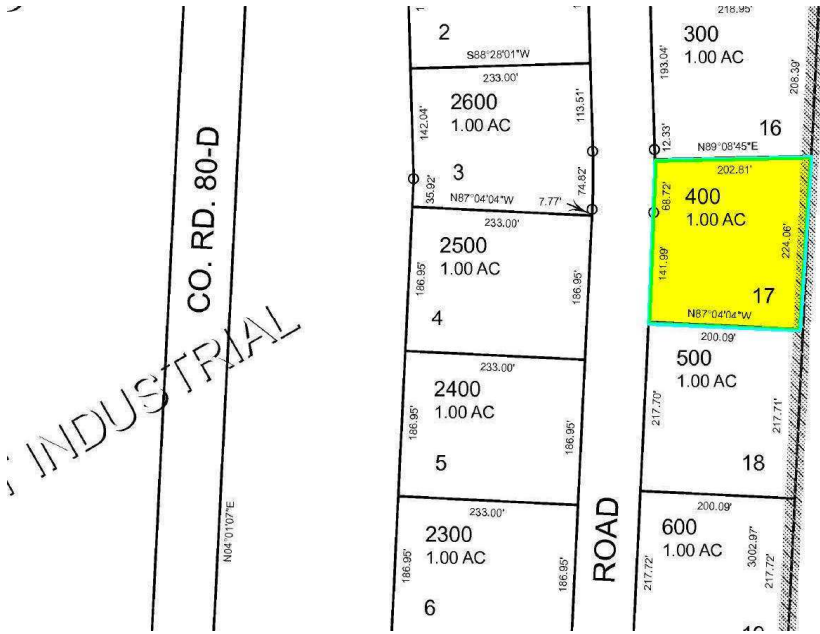 218.95'
2
300
1.00 AC
193.04'
208.39'
S88°28'01"W
233.00'
2600
1.00 AC
142.04'
113.51'
12.33'
16
N89°08'45"E
3
35.92'
N87°04'04"W
7.77'
74.82'
202.81'
400
1.00 AC
68.72'
224.06'
141.99'
17
N87°04'04"W
CO. RD. 80-D
233.00'
2500
1.00 AC
186.95'
186.95'
4
200.09'
500
1.00 AC
INDUSTRIAL
233.00'
2400
1.00 AC
186.95'
186.95'
5
217.70'
217.71'
18
N04°01'07"E
233.00'
2300
1.00 AC
186.95'
186.95'
6
ROAD
200.09'
600
1.00 AC
217.72'
3002.97'
217.72'